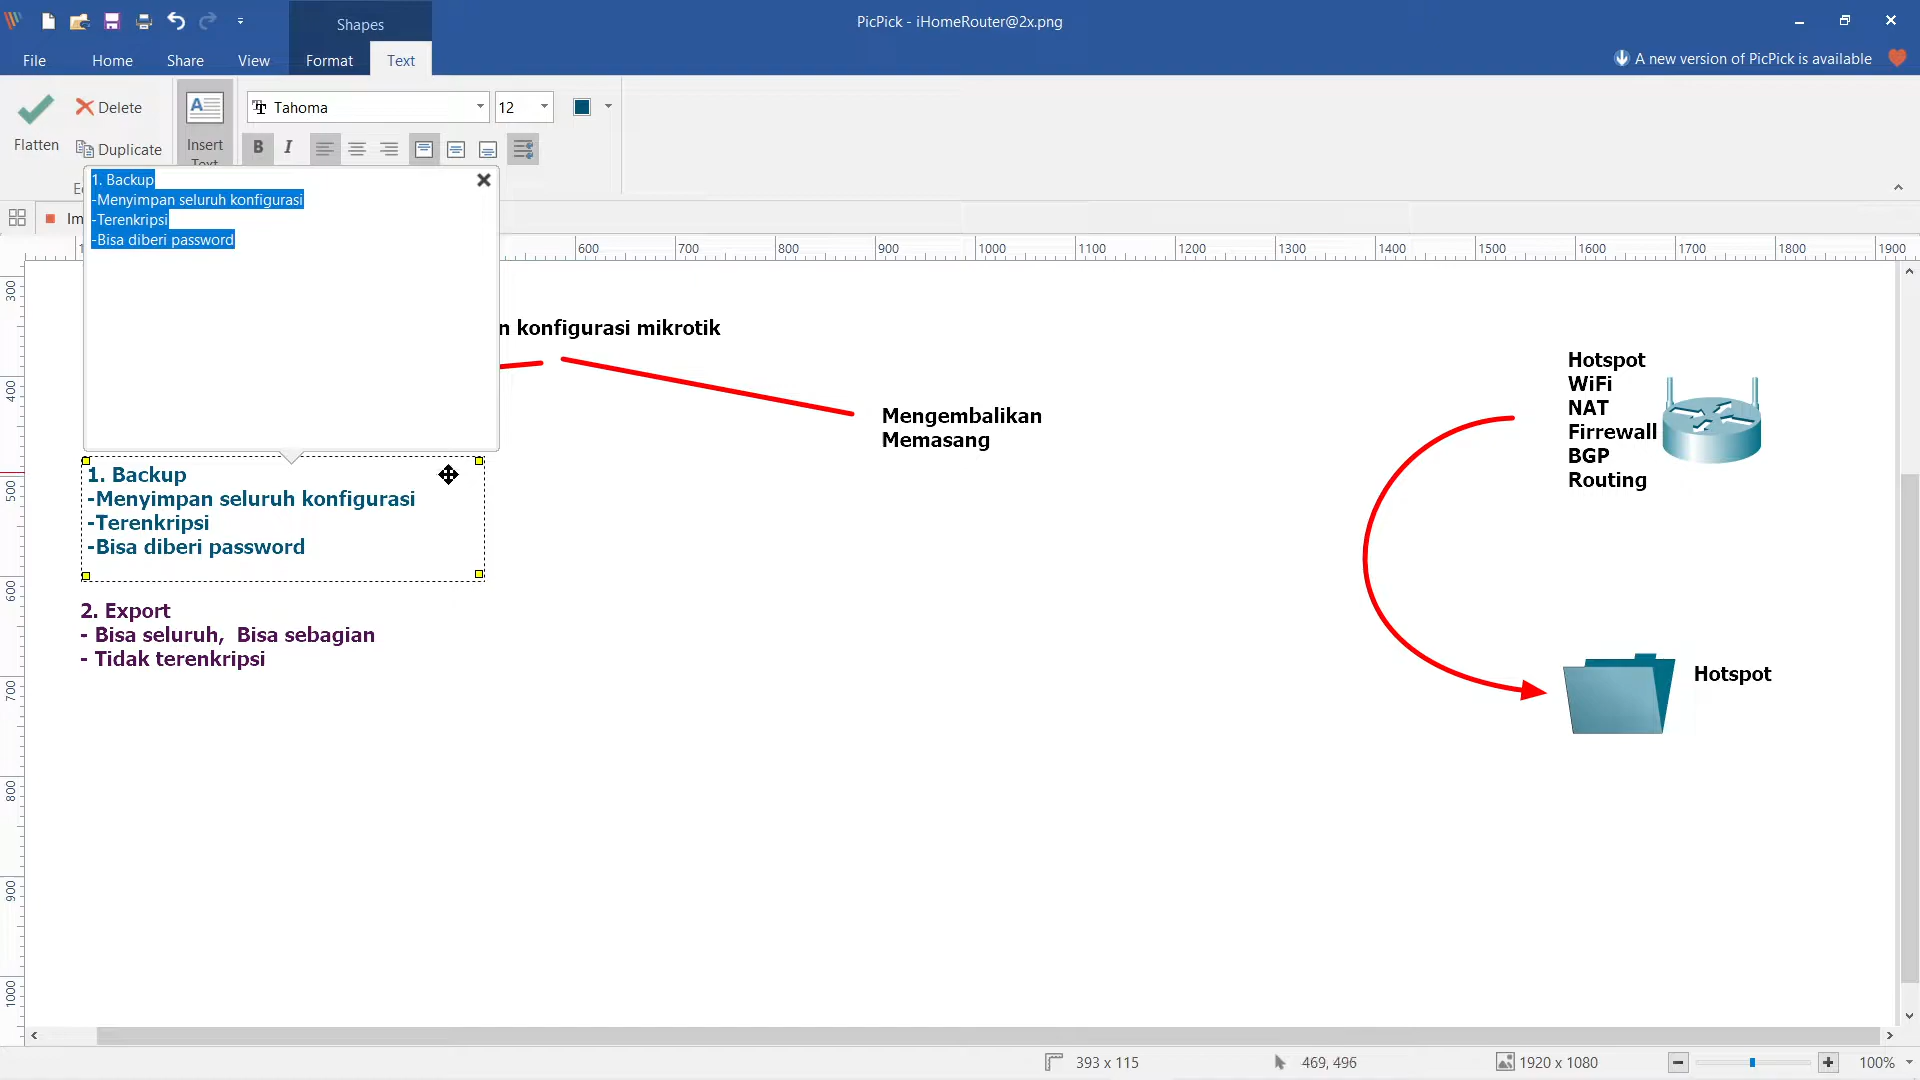 Shapes
PicPick - iHomeRouter@2x.png
File
Home
Share
View
Format
Text
A new version of PicPick is available
Flatten
Delete
Duplicate
Insert
Text
Tahoma
12
B
I
1. Backup
-Menyimpan seluruh konfigurasi
-Terenkripsi
-Bisa diberi password
600
700
800
900
1000
1100
1200
1300
1400
1500
1600
1700
1800
1900
300
400
500
600
700
800
900
1000
n konfigurasi mikrotik
Mengembalikan
Memasang
Hotspot
WiFi
NAT
Firrewall
BGP
Routing
1. Backup
-Menyimpan seluruh konfigurasi
-Terenkripsi
-Bisa diberi password
2. Export
- Bisa seluruh,  Bisa sebagian
- Tidak terenkripsi
Hotspot
393 x 115
469, 496
1920 x 1080
100%